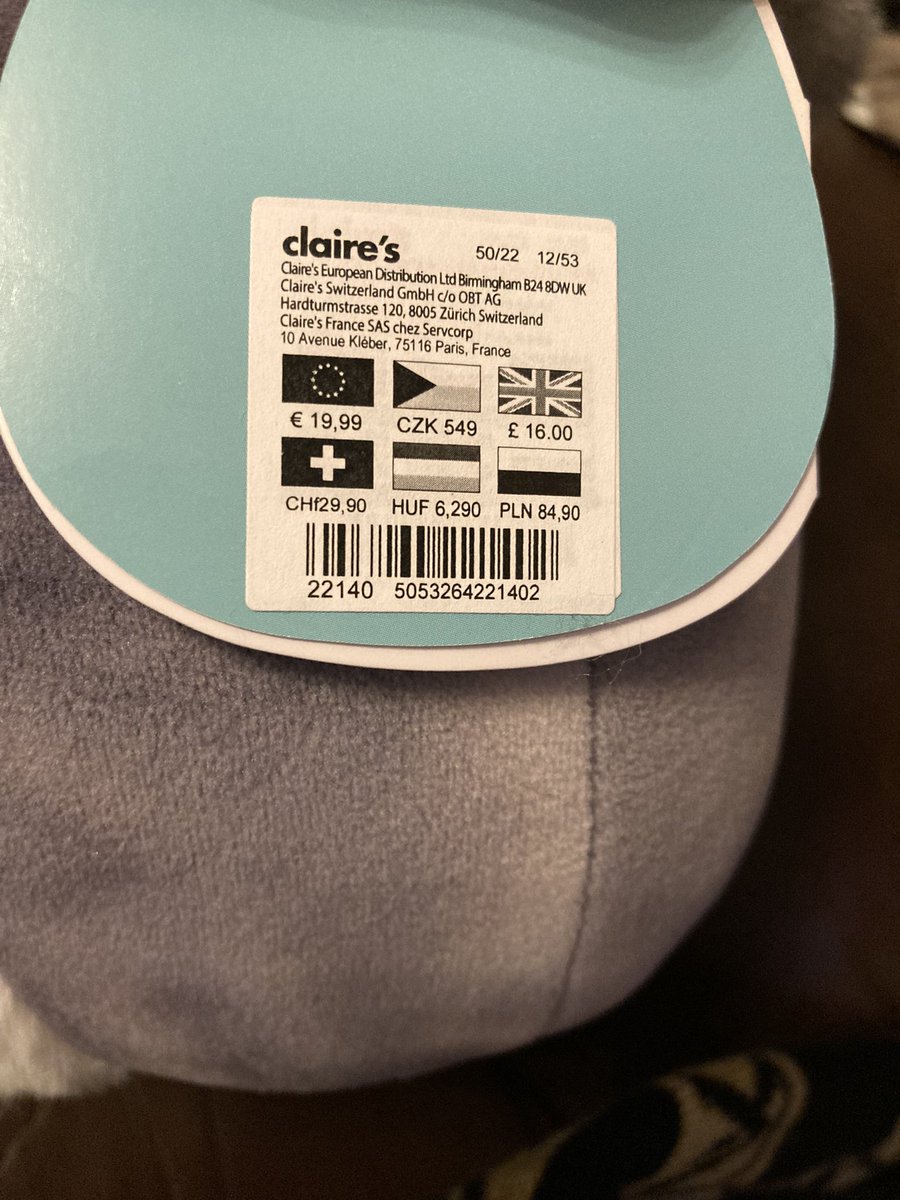 claire's 50/22 12/53
Claire's European Distribution Ltd Birmingham B24 8DW UK
Claire's Switzerland GmbH c/o OBT AG
Hardturmstrasse 120, 8005 Zürich Switzerland
Claire's France SAS chez Servcorp
10 Avenue Kléber, 75116 Paris, France
€ 19,99 CZK 549 £ 16.00
CHf29,90 HUF 6,290 PLN 84,90
22140 5053264221402